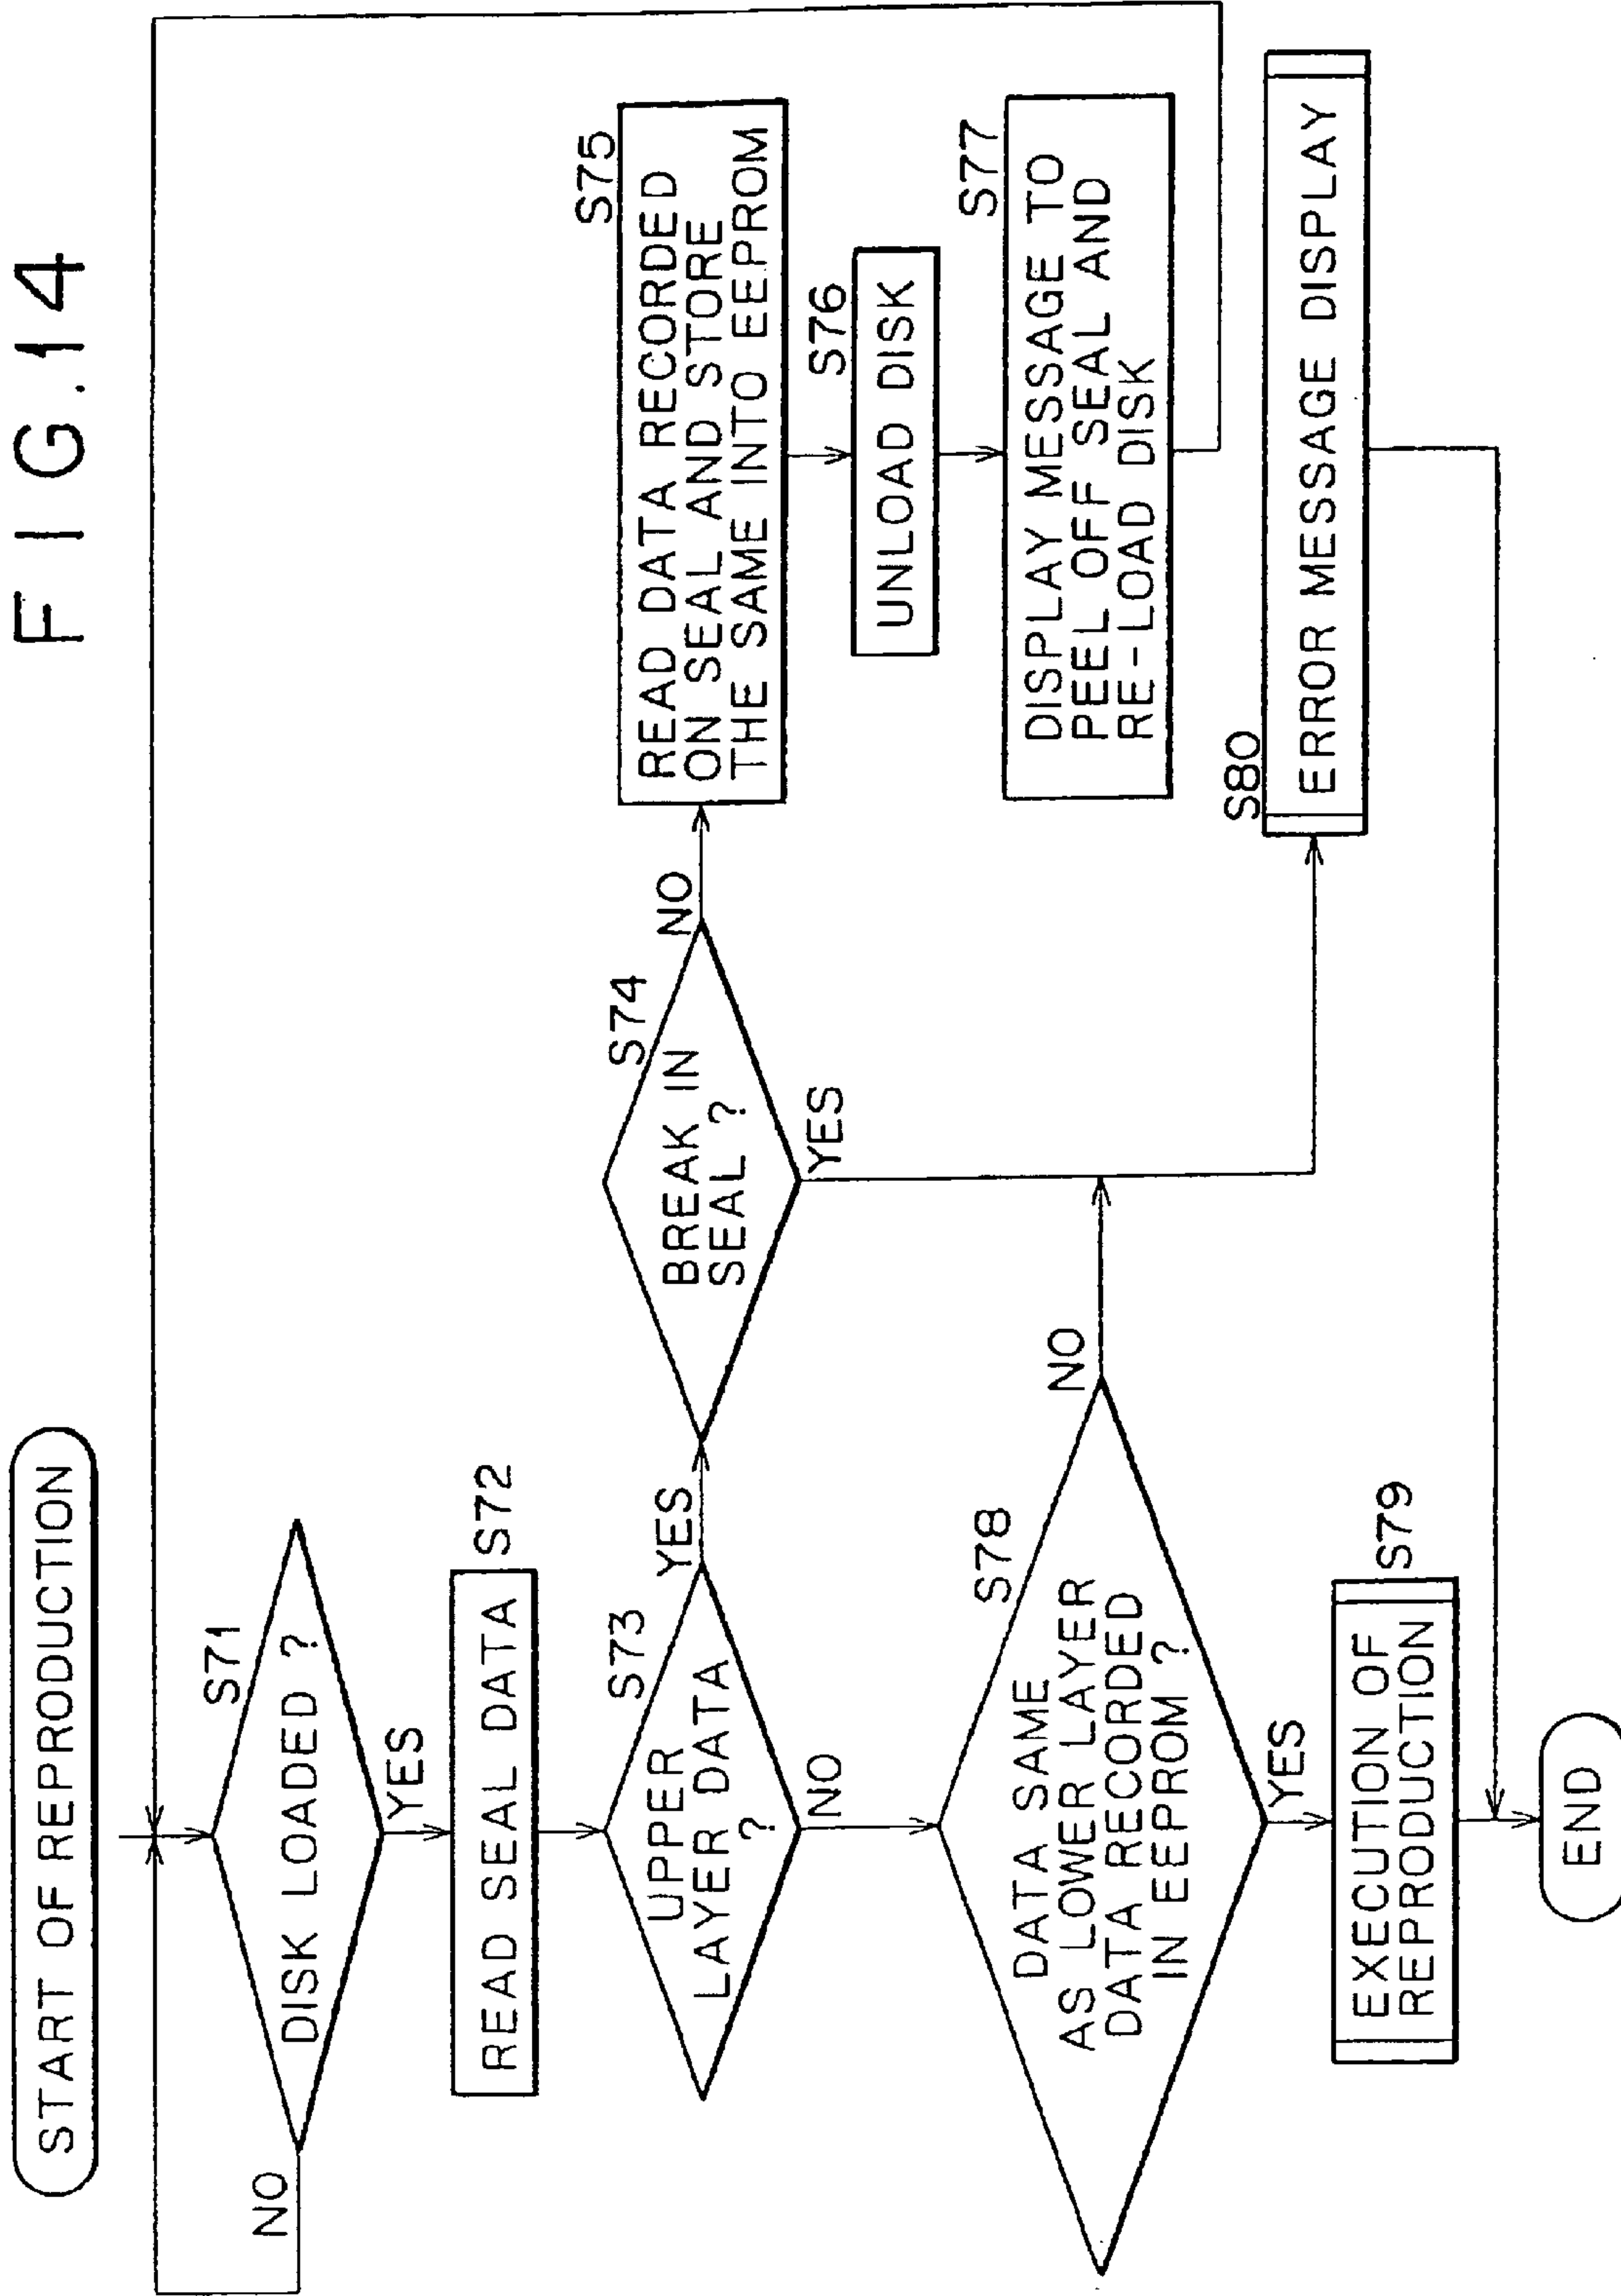 FIG.14
START OF REPRODUCTION
S71
DISK LOADED ?
NO
YES
READ SEAL DATA
S72
S73
UPPER
LAYER DATA
?
YES
NO
S74
BREAK IN
SEAL ?
NO
YES
S75
READ DATA RECORDED
ON SEAL AND STORE
THE SAME INTO EEPROM
S76
UNLOAD DISK
S77
DISPLAY MESSAGE TO
PEEL OFF SEAL AND
RE-LOAD DISK
S78
DATA SAME
AS LOWER LAYER
DATA RECORDED
IN EEPROM ?
NO
YES
S79
EXECUTION OF
REPRODUCTION
S80
ERROR MESSAGE DISPLAY
END